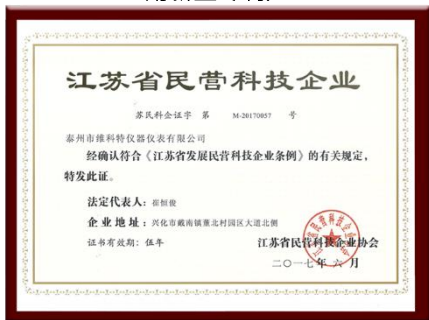 江苏省民营科技企业
苏民科企证字 第 M-20170057 号
泰州市维科特仪器仪表有限公司
经确认符合《江苏省发展民营科技企业条例》的有关规定，
特发此证。
法定代表人：崔恒俊
企业地址：兴化市戴南镇董北村园区大道北侧
证书有效期：伍年
江苏省民营科技企业协会
二〇一七年六月